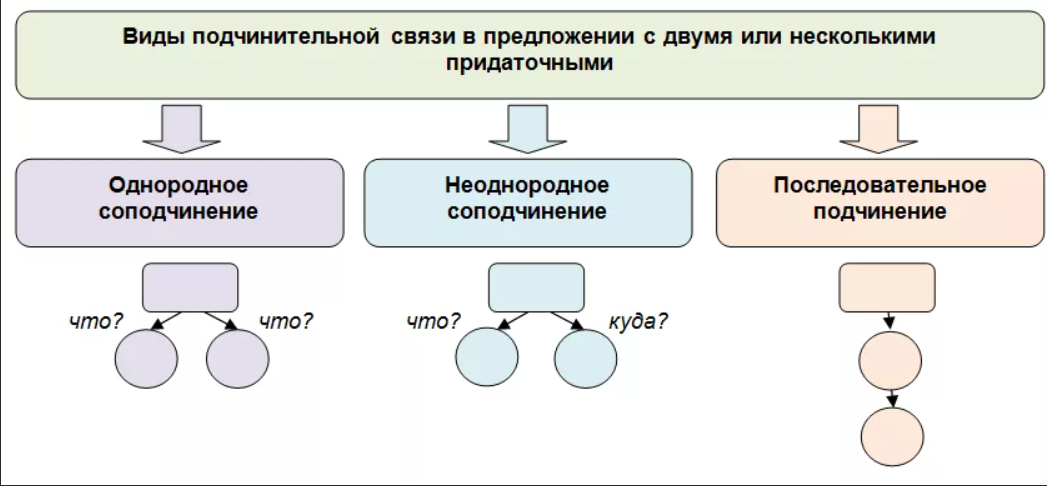 Виды подчинительной связи в предложении с двумя или несколькими
придаточными
Однородное
соподчинение
Неоднородное
соподчинение
Последовательное
подчинение
что?
что?
что?
куда?